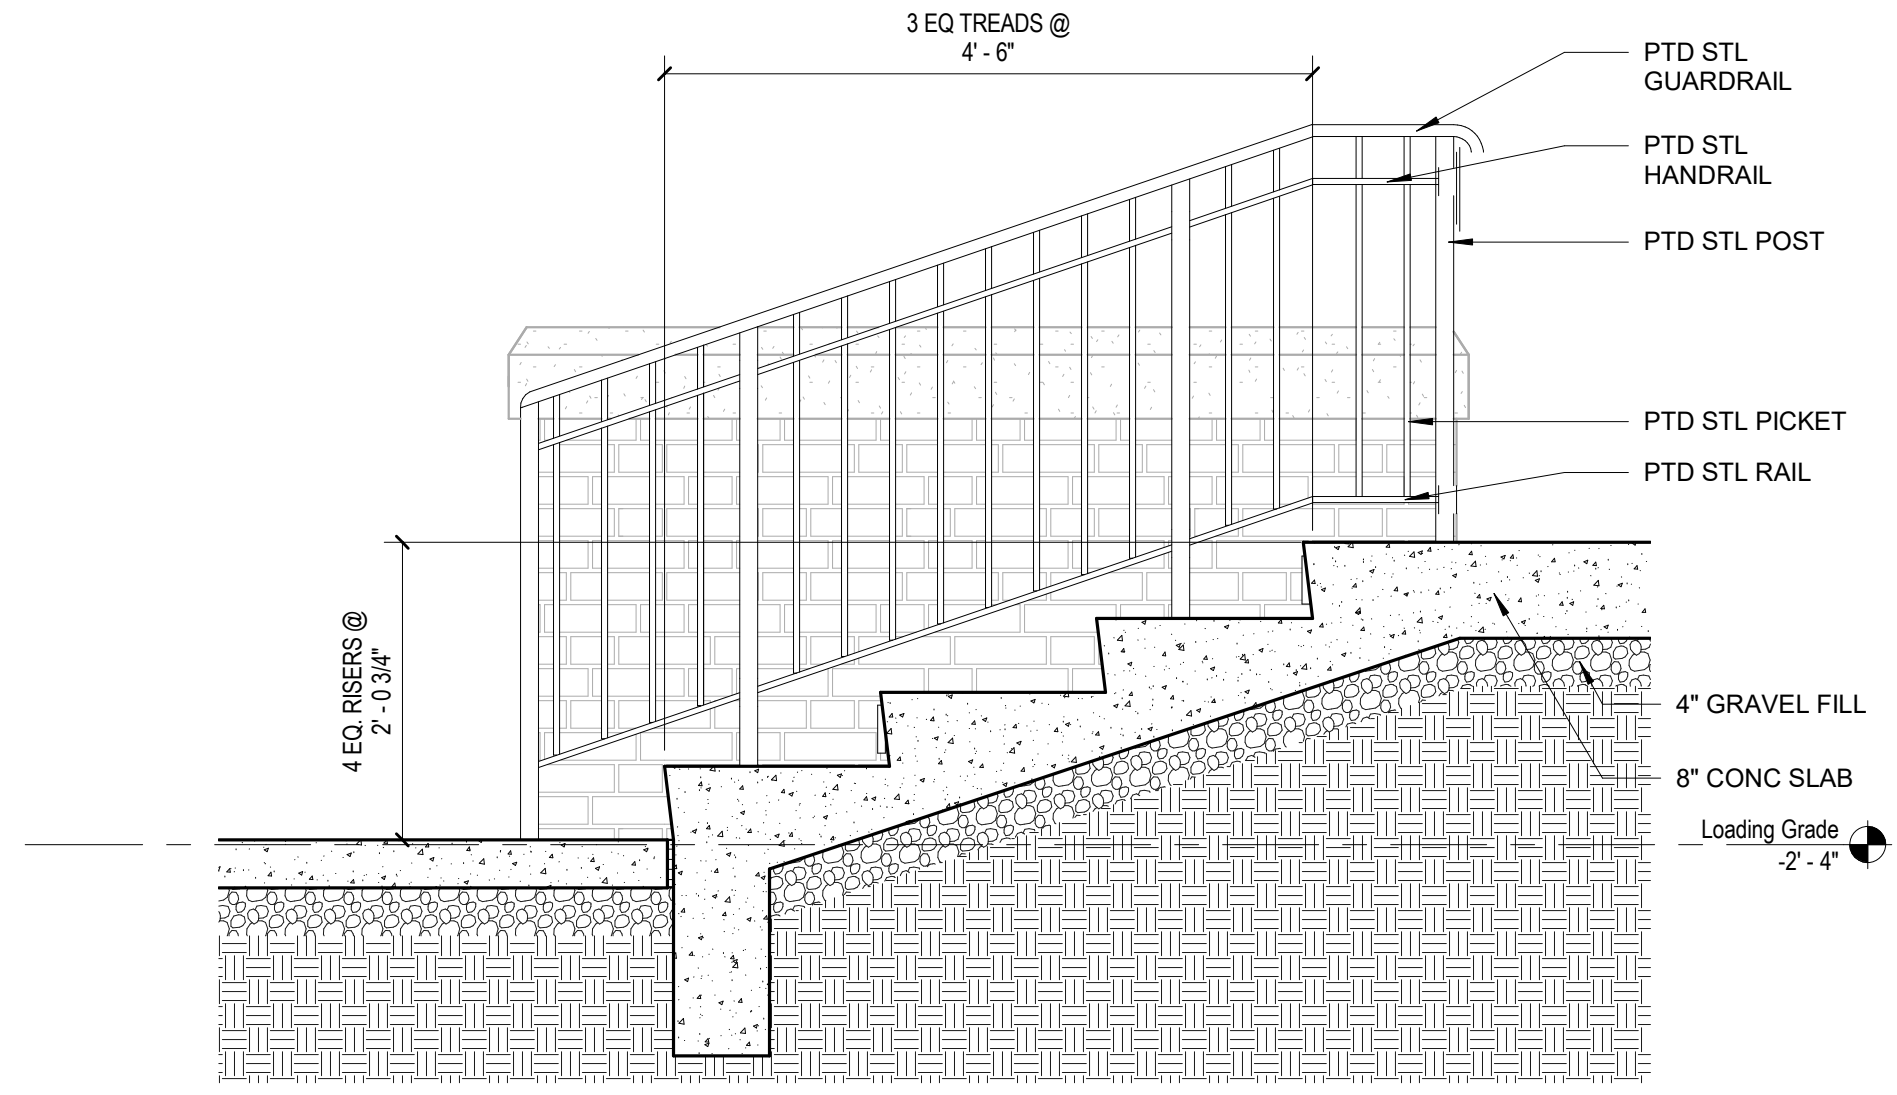 3 EQ TREADS @
4' - 6"
PTD STL
GUARDRAIL
PTD STL
HANDRAIL
PTD STL POST
PTD STL PICKET
PTD STL RAIL
4 EQ. RISERS @
2' - 0 3/4"
4" GRAVEL FILL
8" CONC SLAB
Loading Grade
-2' - 4"